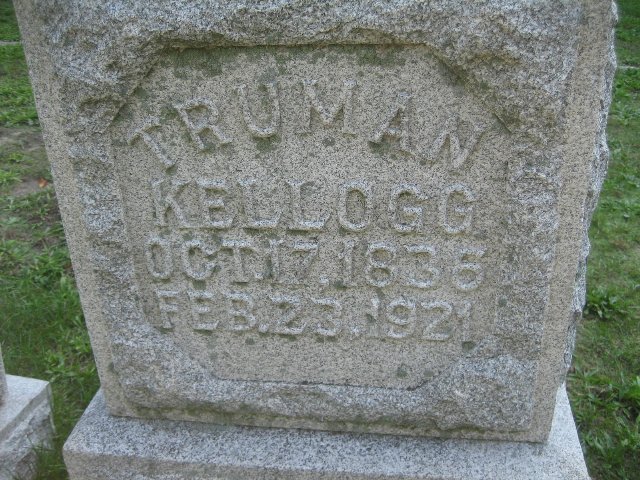 TRUMAN
KELLOGG
OCT. 17, 1836
FEB. 23, 1921